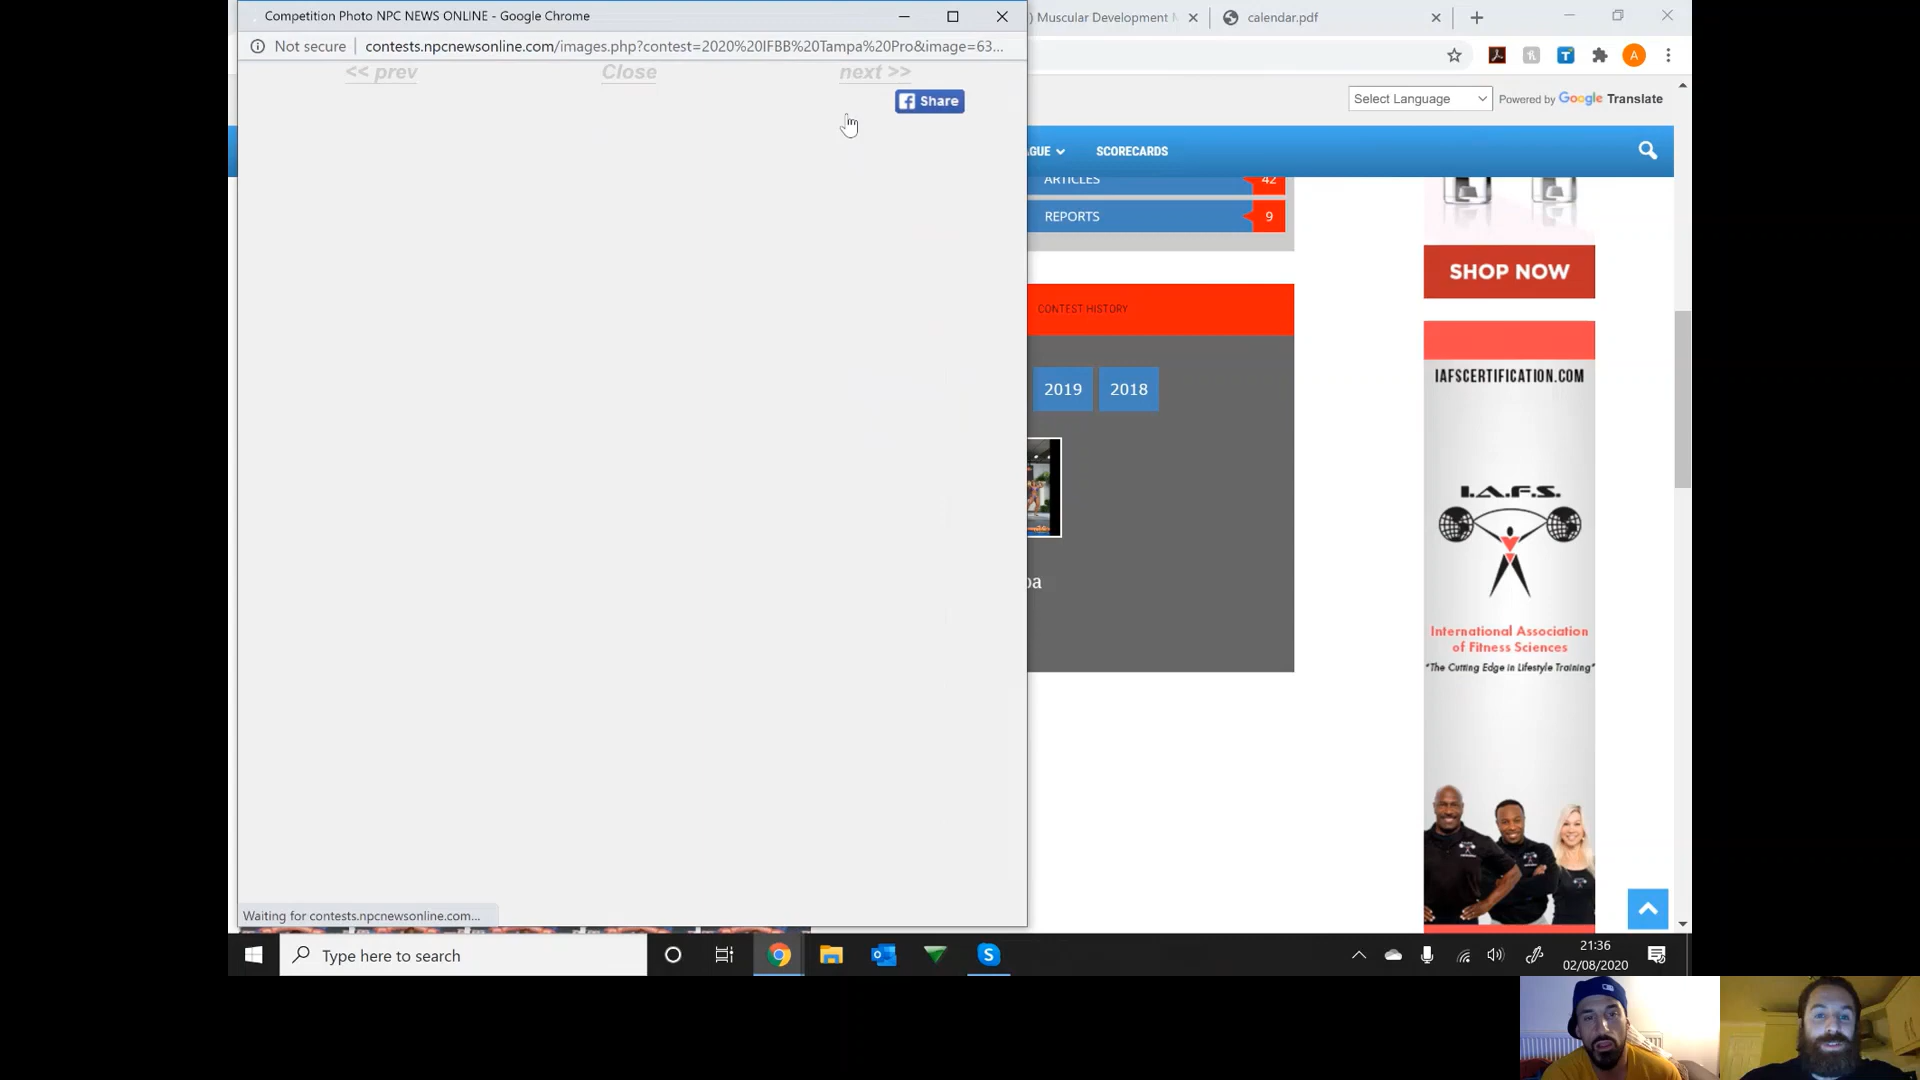 Competition Photo NPC NEWS ONLINE - Google Chrome
) Muscular Development
calendar.pdf
Not secure
contests.npcnewsonline.com/images.php?contest=2020%20IFBB%20Tampa%20Pro&image=63...
<< prev
Close
next >>
Share
Select Language
Powered by Google Translate
GUE
SCORECARDS
ARTICLES
42
REPORTS
9
SHOP NOW
CONTEST HISTORY
IAFSCERTIFICATION.COM
2019
2018
I.A.F.S.
pa
International Association
of Fitness Sciences
"The Cutting Edge in Lifestyle Training"
Waiting for contests.npcnewsonline.com...
Type here to search
21:36
02/08/2020